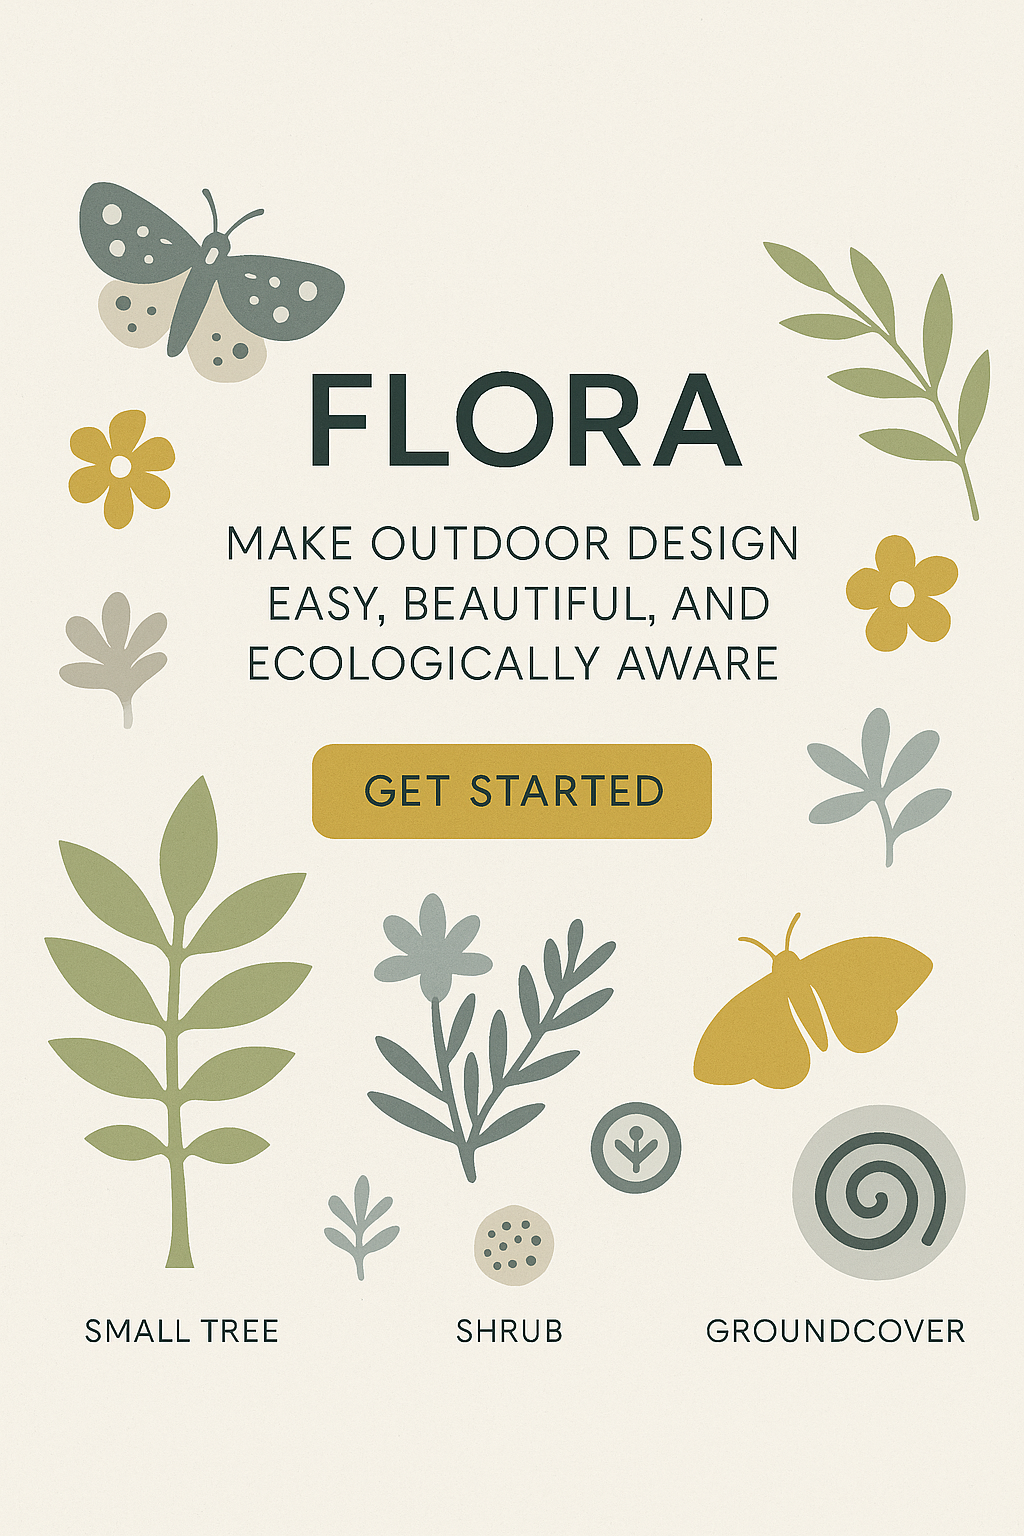 FLORA
MAKE OUTDOOR DESIGN
EASY, BEAUTIFUL, AND
ECOLOGICALLY AWARE
GET STARTED
SMALL TREE
SHRUB
GROUNDCOVER